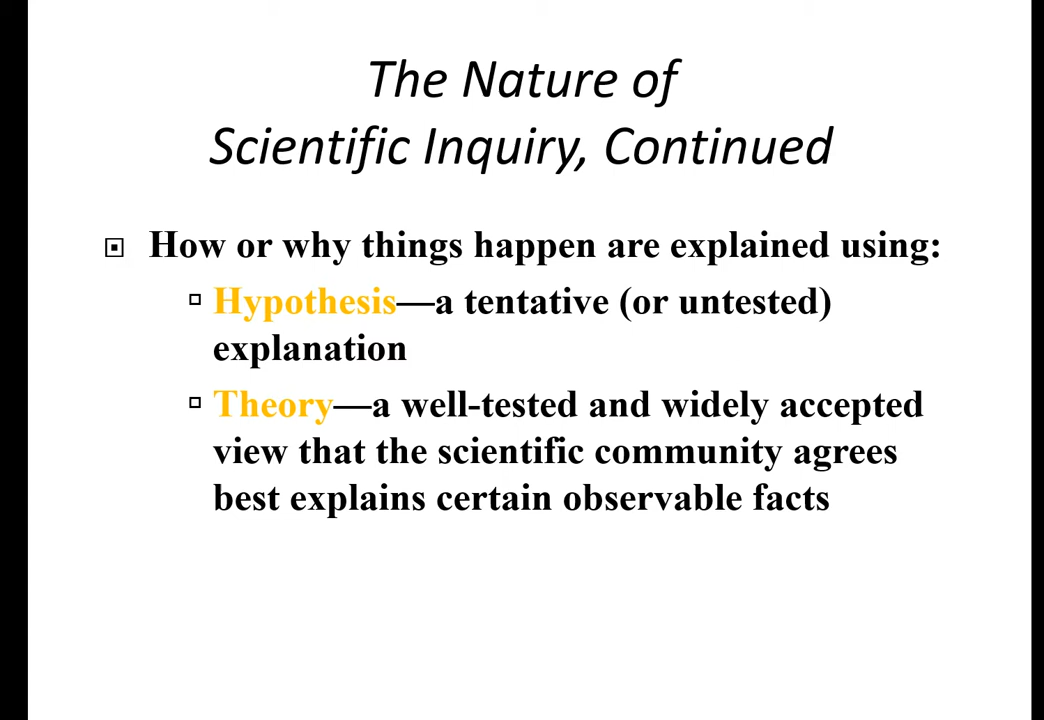 The Nature of
Scientific Inquiry, Continued
How or why things happen are explained using:
Hypothesis—a tentative (or untested)
explanation
Theory—a well-tested and widely accepted
view that the scientific community agrees
best explains certain observable facts